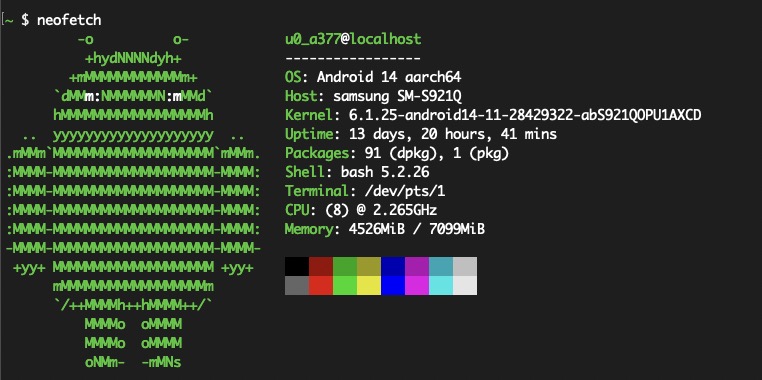 [~ $ neofetch
         -o          o-
          +hydNNNNdyh+
        +mMMMMMMMMMMMMm+
      `dMMm:NMMMMMMN:mMMd`
      hMMMMMMMMMMMMMMMMMMh
  ..  yyyyyyyyyyyyyyyyyyyy  ..
.mMMm`MMMMMMMMMMMMMMMMMMMM`mMMm.
:MMMM-MMMMMMMMMMMMMMMMMMMM-MMMM:
:MMMM-MMMMMMMMMMMMMMMMMMMM-MMMM:
:MMMM-MMMMMMMMMMMMMMMMMMMM-MMMM:
:MMMM-MMMMMMMMMMMMMMMMMMMM-MMMM:
-MMMM-MMMMMMMMMMMMMMMMMMMM-MMMM-
 +yy+ MMMMMMMMMMMMMMMMMMMM +yy+
      mMMMMMMMMMMMMMMMMMMm
      `/++MMMMh++hMMMM++/`
          MMMMo  oMMMM
          MMMMo  oMMMM
          oNMm-  -mMNs
u0_a377@localhost
-----------------
OS: Android 14 aarch64
Host: samsung SM-S921Q
Kernel: 6.1.25-android14-11-28429322-abS921QOPU1AXCD
Uptime: 13 days, 20 hours, 41 mins
Packages: 91 (dpkg), 1 (pkg)
Shell: bash 5.2.26
Terminal: /dev/pts/1
CPU: (8) @ 2.265GHz
Memory: 4526MiB / 7099MiB